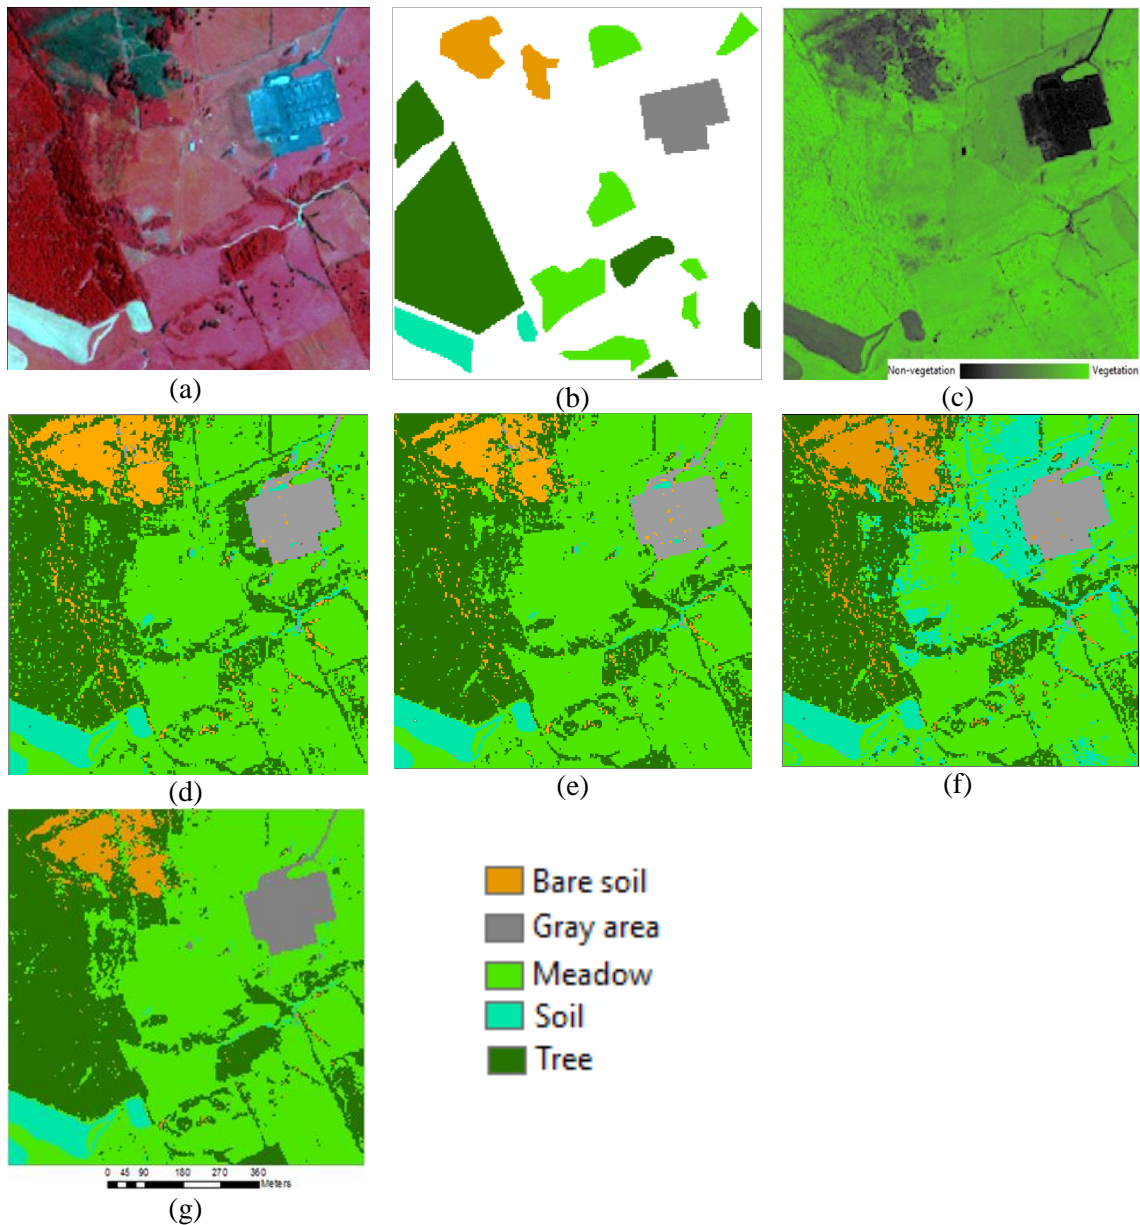 (a)
(b)
Non-vegetation Vegetation
(c)
(d)
(e)
(f)
Bare soil
Gray area
Meadow
Soil
Tree
0 45 90 180 270 360
Meters
(g)